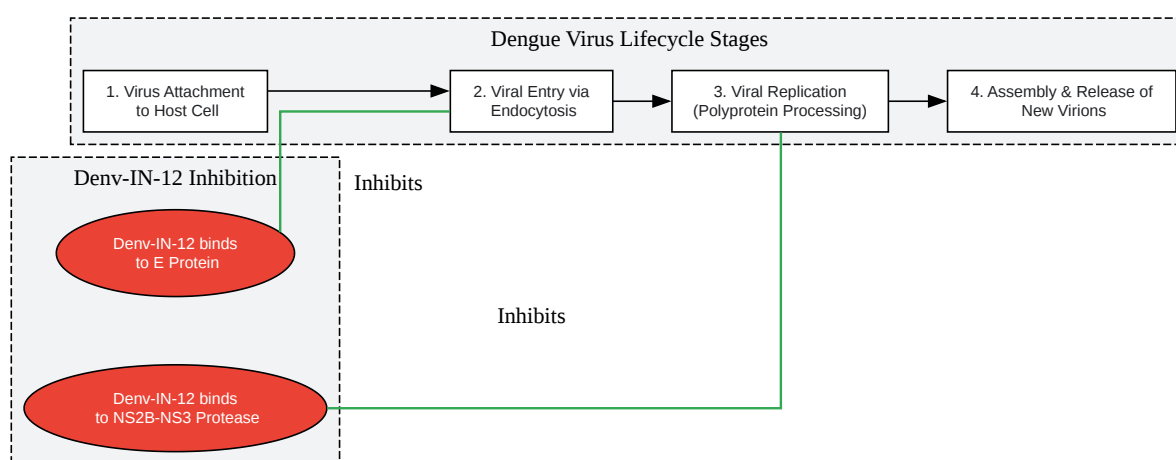 Dengue Virus Lifecycle Stages
1. Virus Attachment
to Host Cell
2. Viral Entry via
Endocytosis
3. Viral Replication
(Polyprotein Processing)
4. Assembly & Release of
New Virions
Denv-IN-12 Inhibition
Inhibits
Denv-IN-12 binds
to E Protein
Inhibits
Denv-IN-12 binds
to NS2B-NS3 Protease